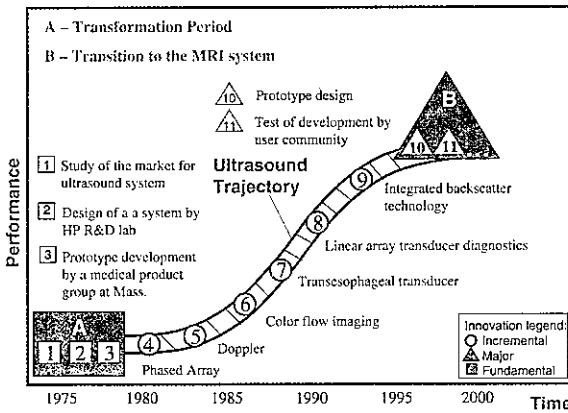 A – Transformation Period
B – Transition to the MRI system
10 Prototype design
11 Test of development by
user community
1 Study of the market for
ultrasound system
2 Design of a a system by
HP R&D lab
3 Prototype development
by a medical product
group at Mass.
Ultrasound
Trajectory
B
10 11
9
Integrated backscatter
technology
8
Linear array transducer diagnostics
7
Transesophageal transducer
6
Color flow imaging
5
Doppler
4
Phased Array
A
1 2 3
Innovation legend:
Incremental
Major
Fundamental
Performance
1975 1980 1985 1990 1995 2000 Time